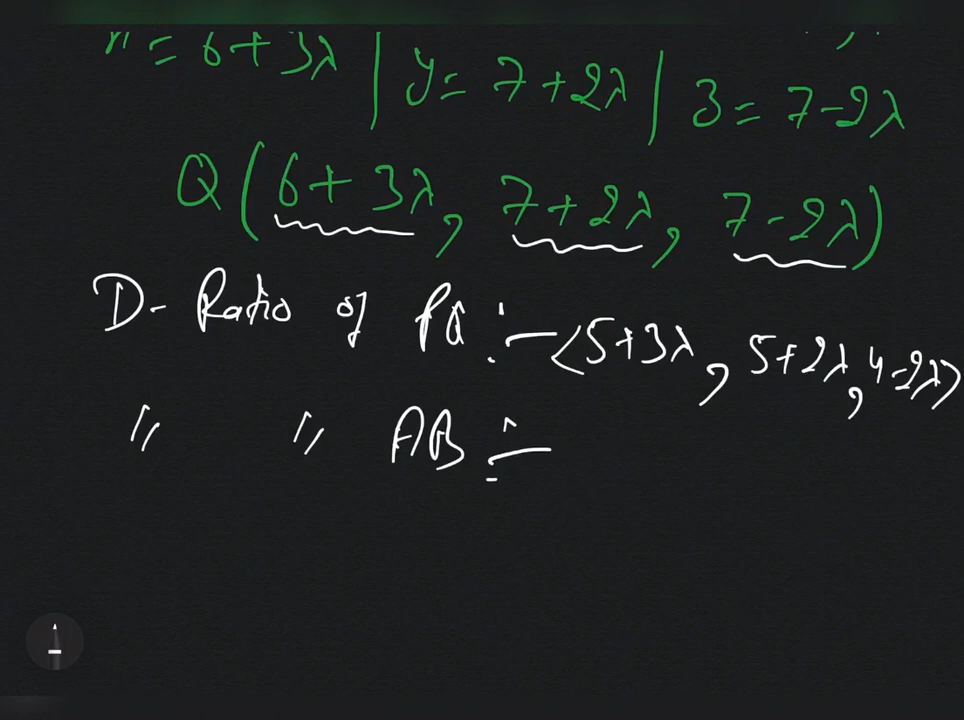 x = 6 + 3λ | y = 7 + 2λ | z = 7 - 2λ
Q (6 + 3λ, 7 + 2λ, 7 - 2λ)
D- Ratio of PQ :- <5 + 3λ, 5 + 2λ, 4 - 2λ>
" " AB :-